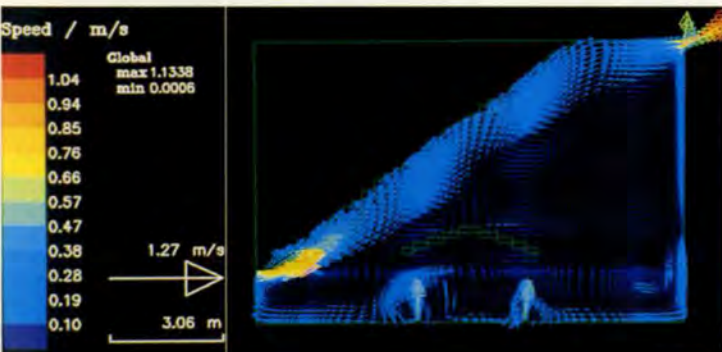 Speed / m/s
Global
max 1.1338
min 0.0006
1.04
0.94
0.85
0.76
0.66
0.57
0.47
0.38
0.28
0.19
0.10
1.27 m/s
3.06 m